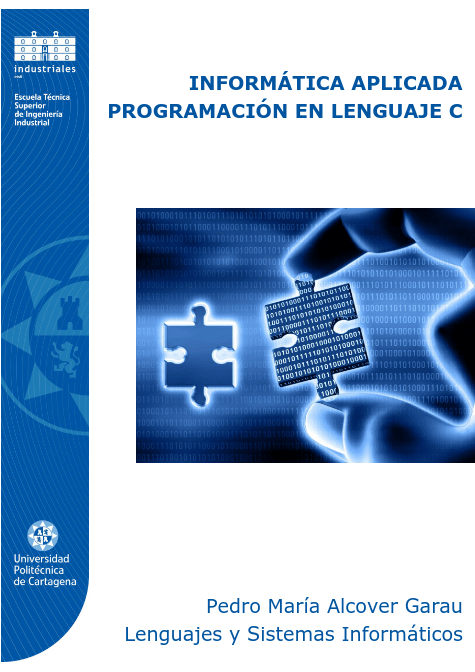 industriales
etsii
Escuela Técnica
Superior
de Ingeniería
Industrial
INFORMÁTICA APLICADA
PROGRAMACIÓN EN LENGUAJE C
Universidad
Politécnica
de Cartagena
Pedro María Alcover Garau
Lenguajes y Sistemas Informáticos